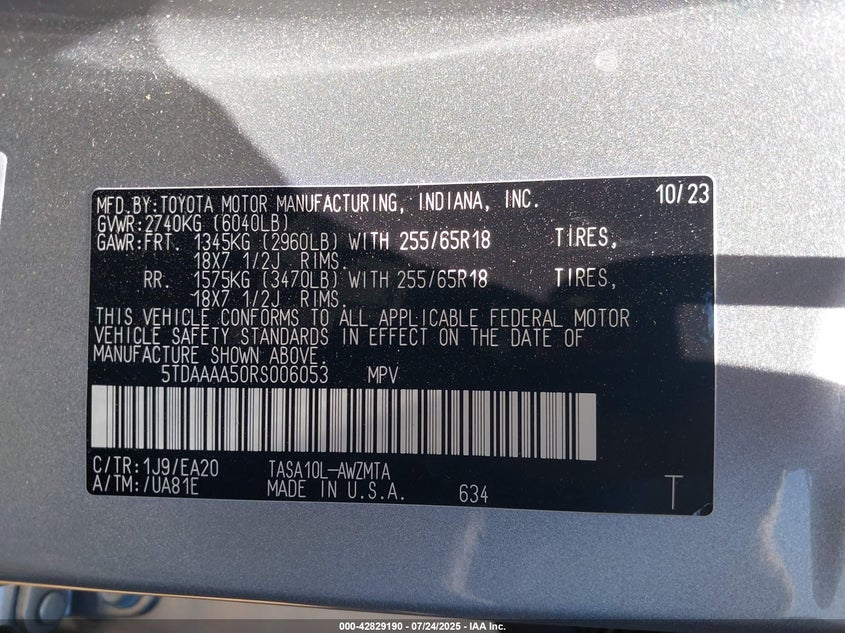 MFD.BY:TOYOTA MOTOR MANUFACTURING, INDIANA, INC. 10/23
GVWR:2740KG (6040LB)
GAWR:FRT. 1345KG (2960LB) WITH 255/65R18 TIRES,
18X7 1/2J RIMS.
RR. 1575KG (3470LB) WITH 255/65R18 TIRES,
18X7 1/2J RIMS.
THIS VEHICLE CONFORMS TO ALL APPLICABLE FEDERAL MOTOR
VEHICLE SAFETY STANDARDS IN EFFECT ON THE DATE OF
MANUFACTURE SHOWN ABOVE.
5TDAAAA50RS006053 MPV
C/TR:1J9/EA20 TASA10L-AWZMTA
A/TM:/UA81E MADE IN U.S.A. 634 T
000-42829190 - 07/24/2025 - IAA Inc.